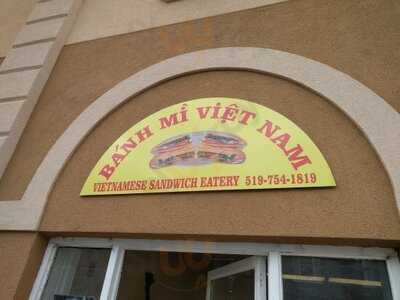 BÁNH MÌ VIỆT NAM
VIETNAMESE SANDWICH EATERY 519-754-1819